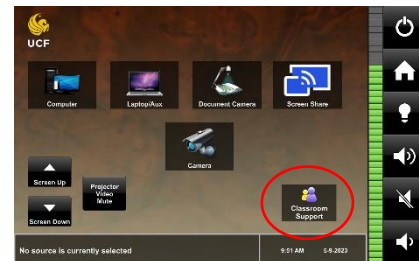 UCF
Computer
Laptop/Aux
Document Camera
Screen Share
Camera
Screen Up
Projector
Video
Mute
Screen Down
Classroom
Support
No source is currently selected
9:51 AM
5-9-2023